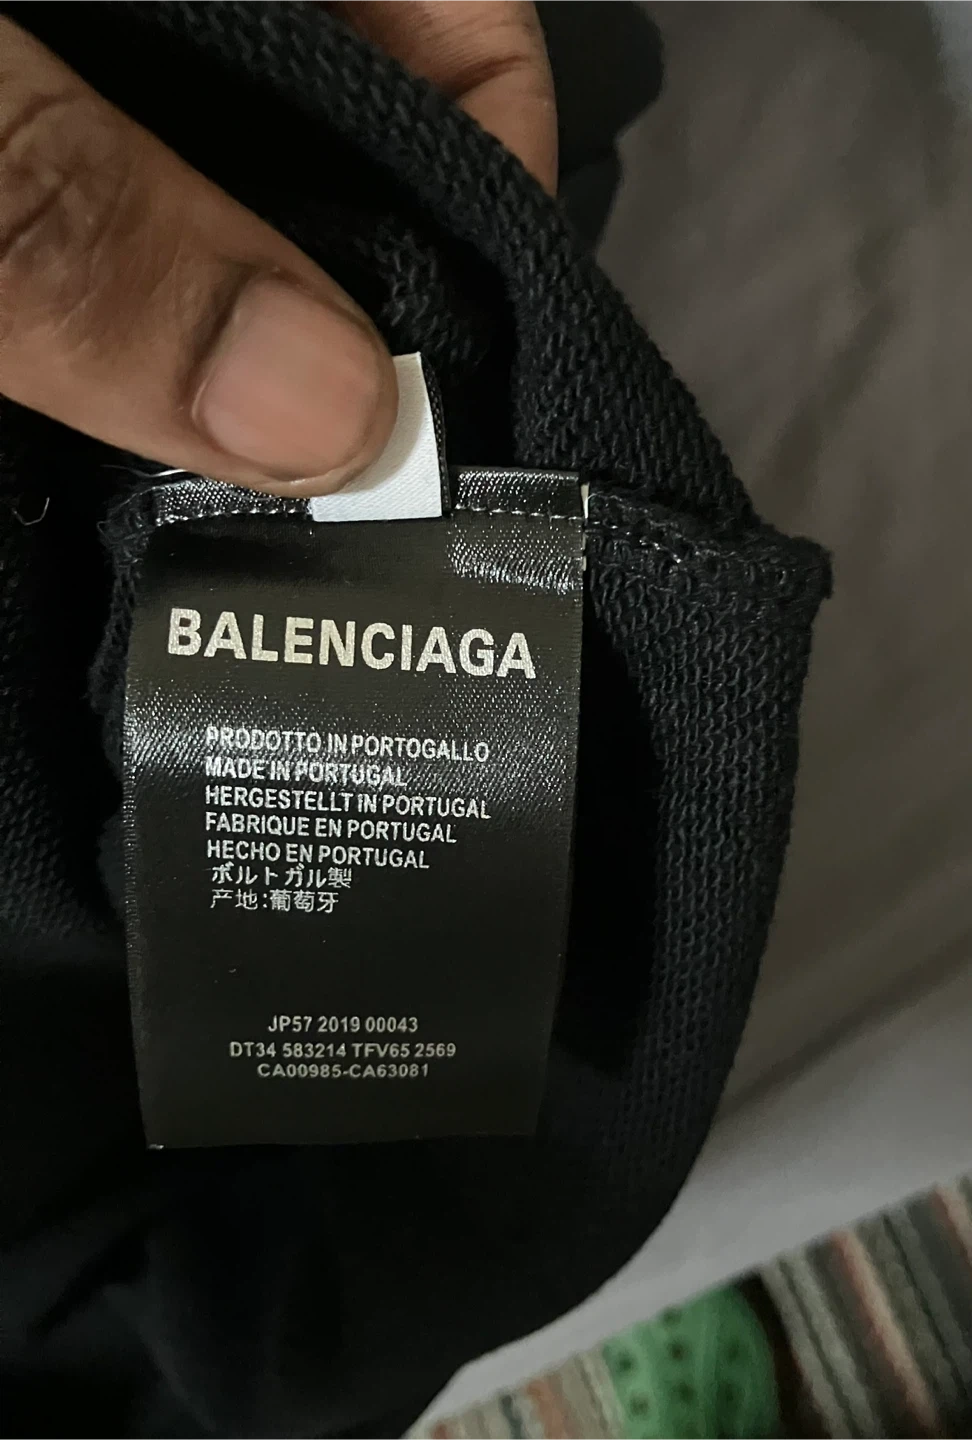 BALENCIAGA
PRODOTTO IN PORTOGALLO
MADE IN PORTUGAL
HERGESTELLT IN PORTUGAL
FABRIQUE EN PORTUGAL
HECHO EN PORTUGAL
ボルトガル製
产地:葡萄牙
JP57 2019 00043
DT34 583214 TFV65 2569
CA00985-CA63081